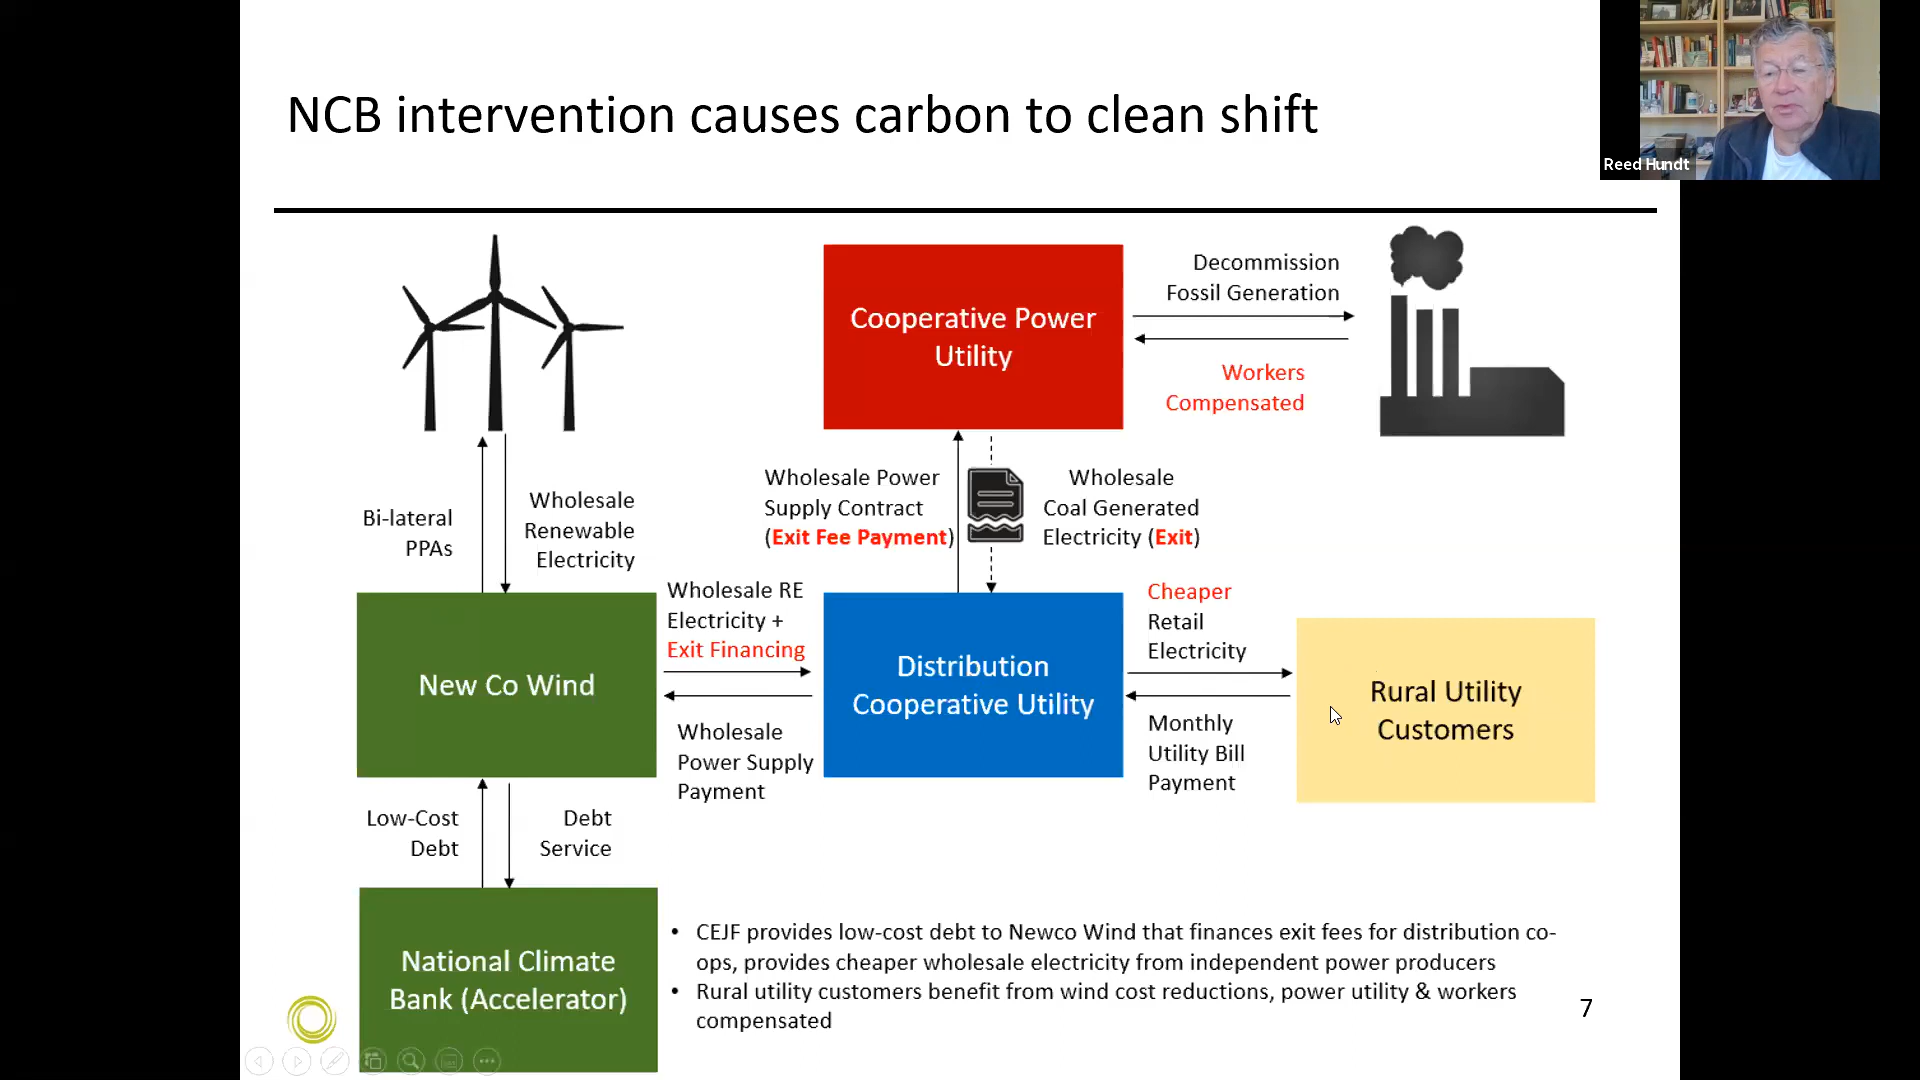 NCB intervention causes carbon to clean shift
Reed Hundt
Cooperative Power
Utility
Decommission
Fossil Generation
Workers
Compensated
Bi-lateral
PPAs
Wholesale
Renewable
Electricity
Wholesale Power
Supply Contract
(Exit Fee Payment)
Wholesale
Coal Generated
Electricity (Exit)
New Co Wind
Wholesale RE
Electricity +
Exit Financing
Wholesale
Power Supply
Payment
Distribution
Cooperative Utility
Cheaper
Retail
Electricity
Monthly
Utility Bill
Payment
Rural Utility
Customers
Low-Cost
Debt
Debt
Service
National Climate
Bank (Accelerator)
• CEJF provides low-cost debt to Newco Wind that finances exit fees for distribution co-
ops, provides cheaper wholesale electricity from independent power producers
• Rural utility customers benefit from wind cost reductions, power utility & workers
compensated
7